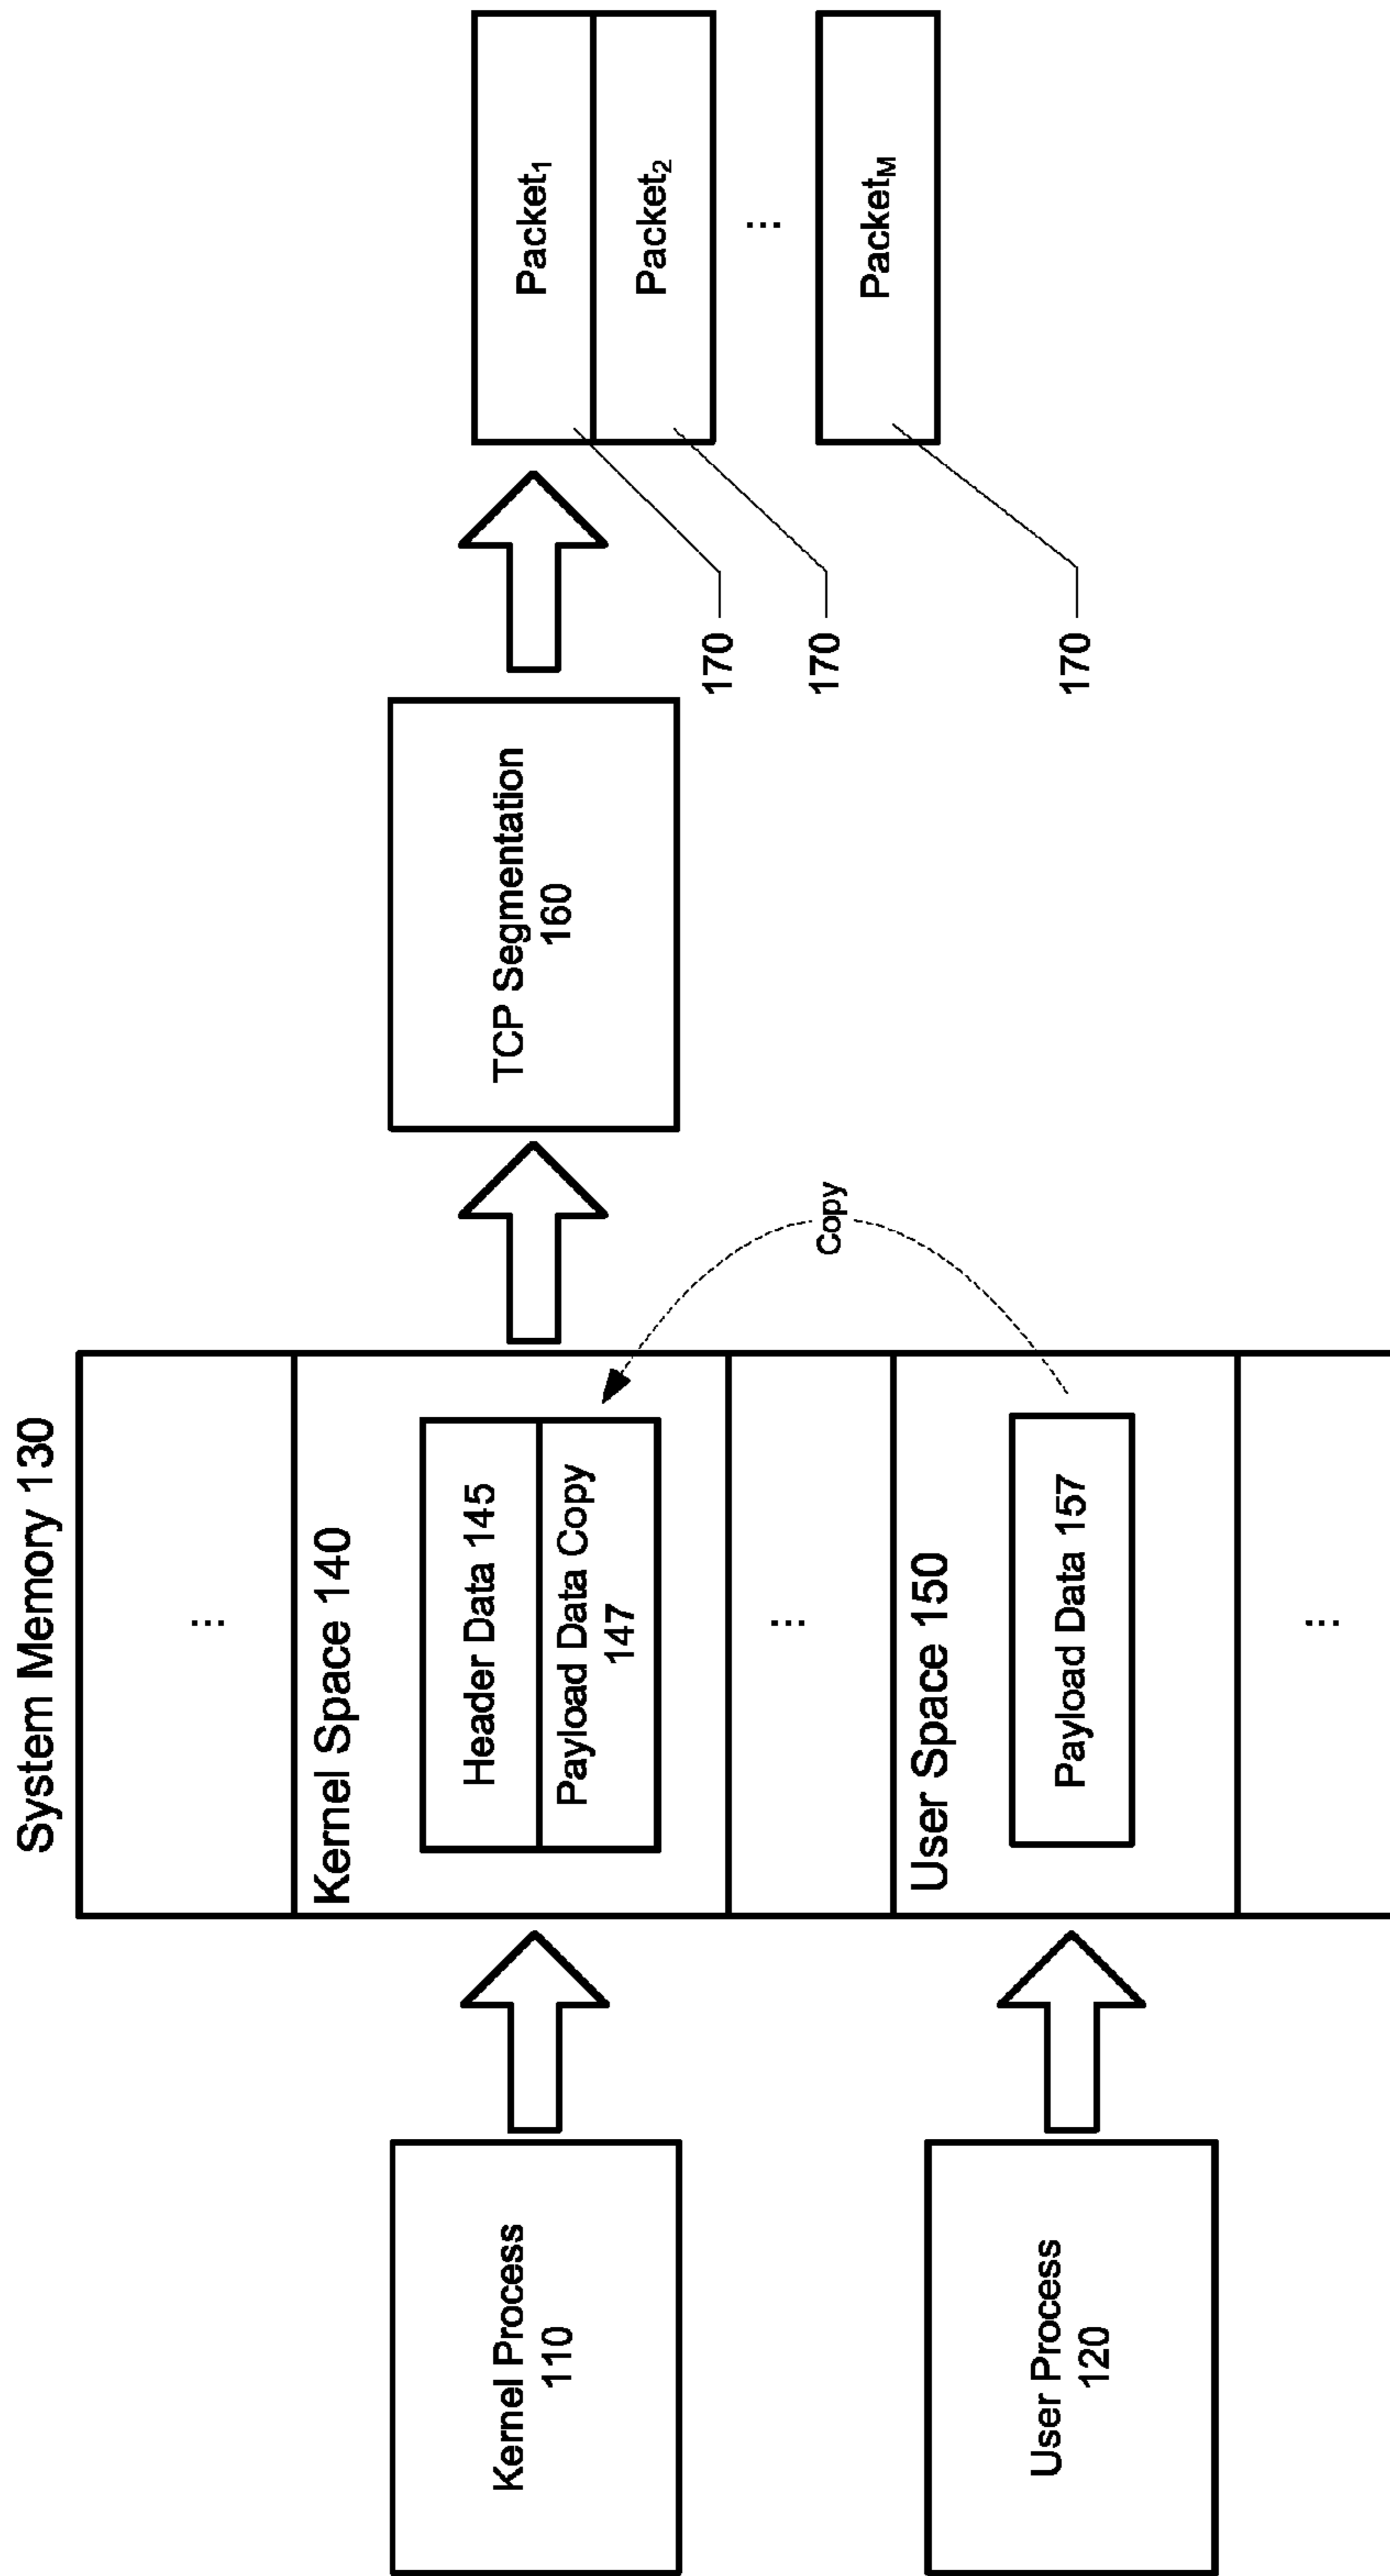 System Memory 130
...
Kernel Space 140
Header Data 145
Payload Data Copy
147
...
User Space 150
Payload Data 157
...
Kernel Process
110
User Process
120
Copy
TCP Segmentation
160
Packet1
Packet2
...
PacketM
170
170
170